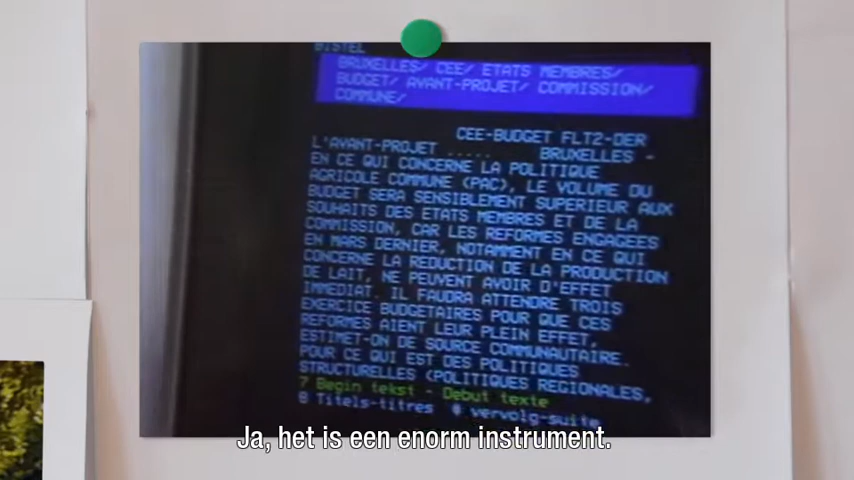 BISTEL
BRUXELLES/ CEE/ ETATS MEMBRES/
BUDGET/ AVANT-PROJET/ COMMISSION/
COMMUNE/
CEE-BUDGET FLT2-DER
L'AVANT-PROJET ..... BRUXELLES -
EN CE QUI CONCERNE LA POLITIQUE
AGRICOLE COMMUNE (PAC), LE VOLUME DU
BUDGET SERA SENSIBLEMENT SUPERIEUR AUX
SOUHAITS DES ETATS MEMBRES ET DE LA
COMMISSION, CAR LES REFORMES ENGAGEES
EN MARS DERNIER, NOTAMMENT EN CE QUI
CONCERNE LA REDUCTION DE LA PRODUCTION
DE LAIT, NE PEUVENT AVOIR D'EFFET
IMMEDIAT. IL FAUDRA ATTENDRE TROIS
EXERCICE BUDGETAIRES POUR QUE CES
REFORMES AIENT LEUR PLEIN EFFET,
ESTIMET-ON DE SOURCE COMMUNAUTAIRE.
POUR CE QUI EST DES POLITIQUES
STRUCTURELLES (POLITIQUES REGIONALES,
7 Begin tekst - Debut texte
8 Titels-titres # vervolg-suite
Ja, het is een enorm instrument.